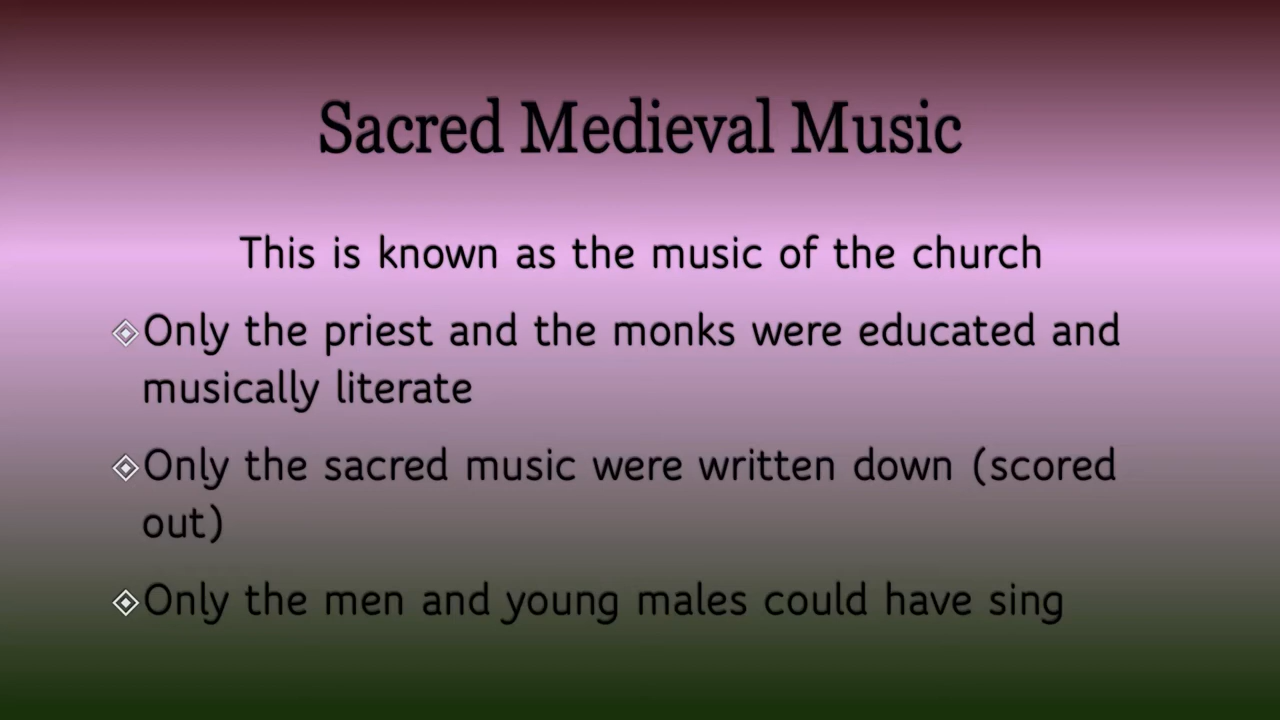 Sacred Medieval Music
This is known as the music of the church
Only the priest and the monks were educated and
musically literate
Only the sacred music were written down (scored
out)
Only the men and young males could have sing